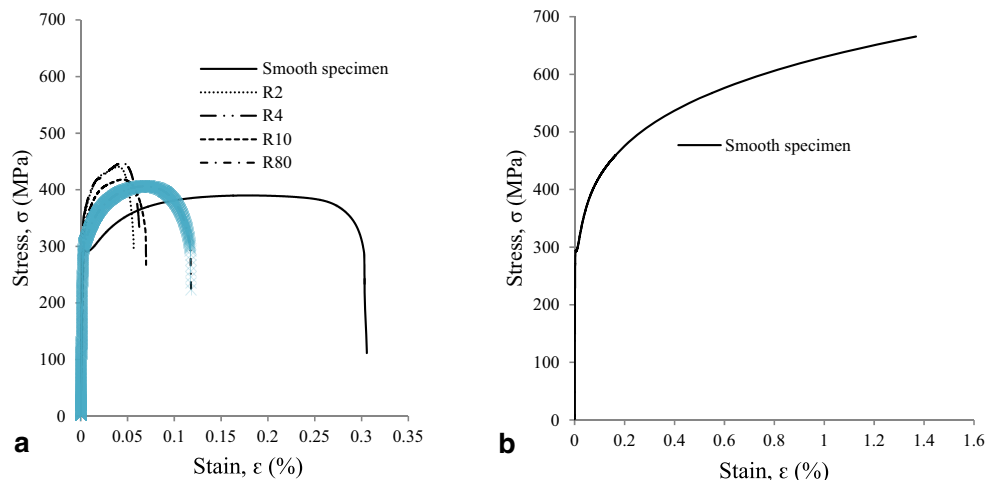 700
600
500
400
300
200
100
0
Stress, σ (MPa)
Smooth specimen
R2
R4
R10
R80
0 0.05 0.1 0.15 0.2 0.25 0.3 0.35
Stain, ε (%)
a
700
600
500
400
300
200
100
0
Stress, σ (MPa)
Smooth specimen
0 0.2 0.4 0.6 0.8 1 1.2 1.4 1.6
Stain, ε (%)
b